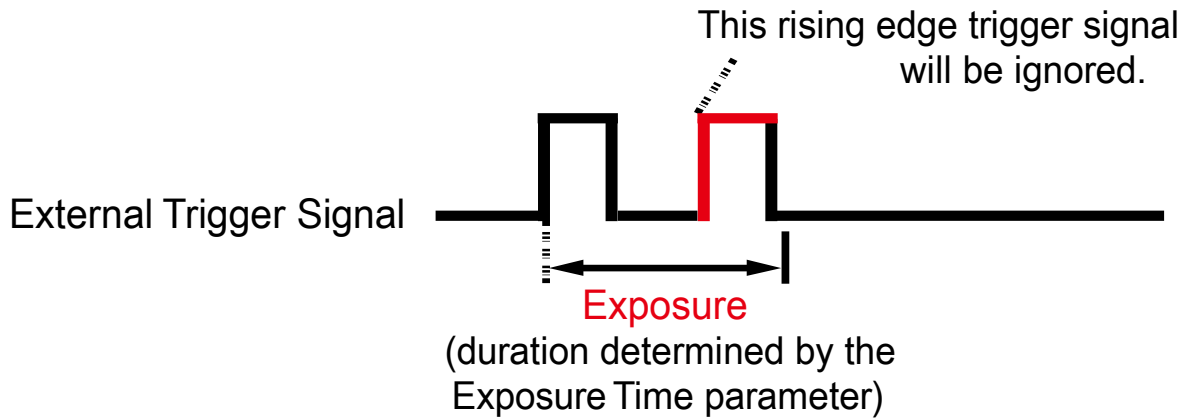 This rising edge trigger signal
will be ignored.
External Trigger Signal
Exposure
(duration determined by the
Exposure Time parameter)